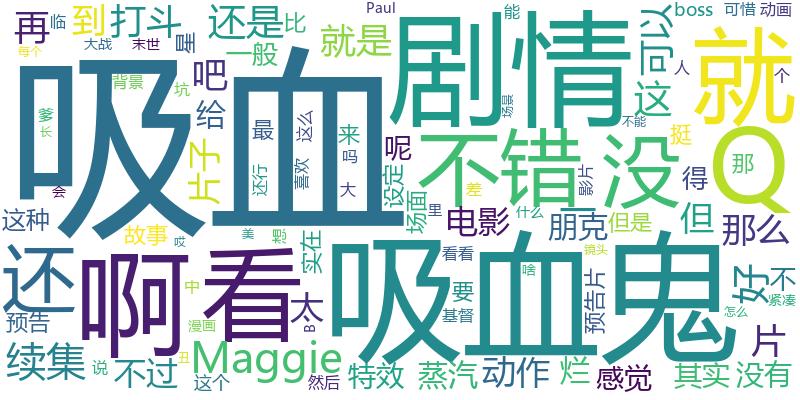 再
临
到
打斗
大战
末世
星
还是
一般
比
Paul
就是
能
剧情
场景
这
可以
人
boss
可惜
动画
个
就
每个
爹
长
背景
坑
吧
给
吸血
最
还行
这么
喜欢
来
吗
大
呢
不错
没
挺
得
那
Q
不能
片子
设定
场面
里
电影
差
影片
一
朋克
但是
但
那么
这种
会
故事
哎
美
想
实在
什么
还
啊
看
看看
啥
吸血鬼
镜头
怎么
好
不
紧凑
预告
中
漫画
丑
太
B
要
基督
预告片
片
续集
说
不过
这个
Maggie
然后
特效
蒸汽
动作
烂
感觉
其实
没有